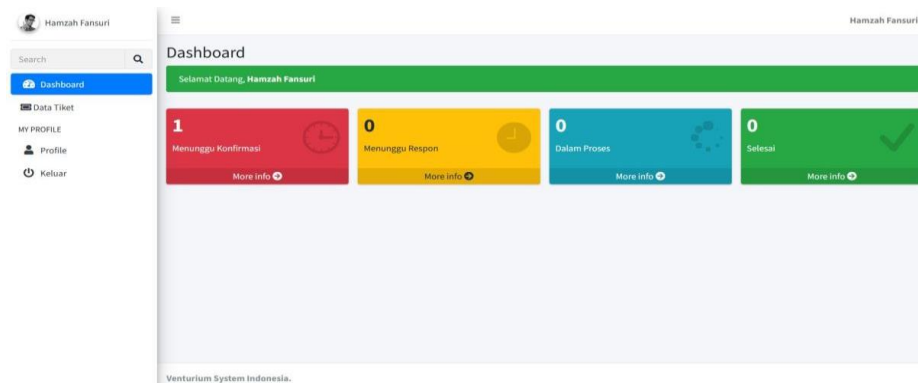 Hamzah Fansuri
Search
Dashboard
Data Tiket
MY PROFILE
Profile
Keluar
Hamzah Fansuri
Dashboard
Selamat Datang, Hamzah Fansuri
1
Menunggu Konfirmasi
More info
0
Menunggu Respon
More info
0
Dalam Proses
More info
0
Selesai
More info
Venturium System Indonesia.